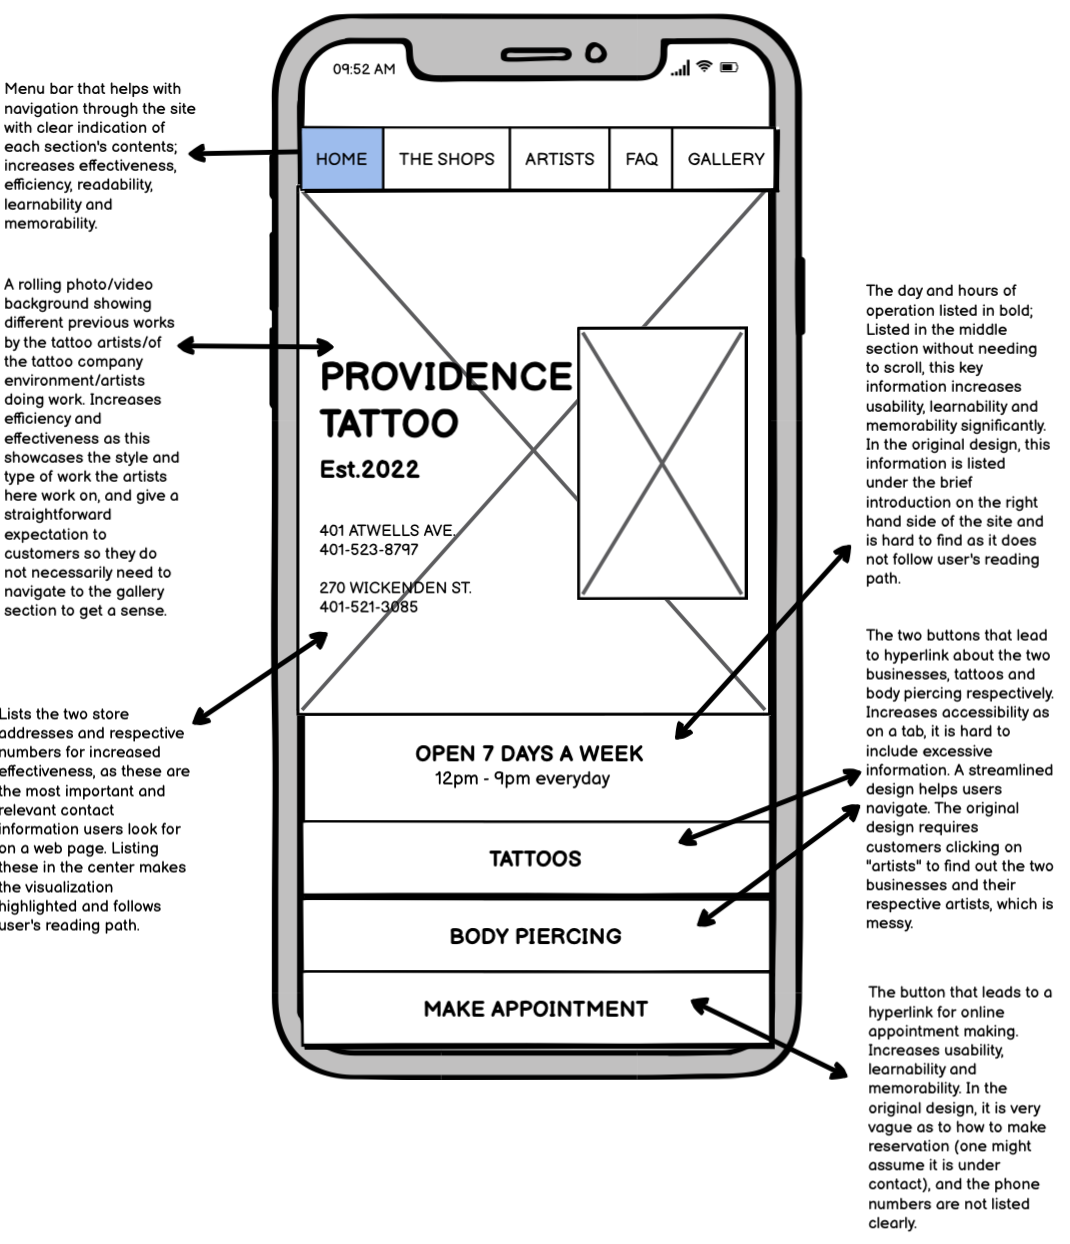 09:52 AM
Menu bar that helps with
navigation through the site
with clear indication of
each section's contents;
increases effectiveness,
efficiency, readability,
learnability and
memorability.
HOME
THE SHOPS
ARTISTS
FAQ
GALLERY
A rolling photo/video
background showing
different previous works
by the tattoo artists/of
the tattoo company
environment/artists
doing work. Increases
efficiency and
effectiveness as this
showcases the style and
type of work the artists
here work on, and give a
straightforward
expectation to
customers so they do
not necessarily need to
navigate to the gallery
section to get a sense.
PROVIDENCE
TATTOO
Est.2022
401 ATWELLS AVE.
401-523-8797
270 WICKENDEN ST.
401-521-3085
The day and hours of
operation listed in bold;
Listed in the middle
section without needing
to scroll, this key
information increases
usability, learnability and
memorability significantly.
In the original design, this
information is listed
under the brief
introduction on the right
hand side of the site and
is hard to find as it does
not follow user's reading
path.
Lists the two store
addresses and respective
numbers for increased
effectiveness, as these are
the most important and
relevant contact
information users look for
on a web page. Listing
these in the center makes
the visualization
highlighted and follows
user's reading path.
OPEN 7 DAYS A WEEK
12pm - 9pm everyday
TATTOOS
BODY PIERCING
MAKE APPOINTMENT
The two buttons that lead
to hyperlink about the two
businesses, tattoos and
body piercing respectively.
Increases accessibility as
on a tab, it is hard to
include excessive
information. A streamlined
design helps users
navigate. The original
design requires
customers clicking on
"artists" to find out the two
businesses and their
respective artists, which is
messy.
The button that leads to a
hyperlink for online
appointment making.
Increases usability,
learnability and
memorability. In the
original design, it is very
vague as to how to make
reservation (one might
assume it is under
contact), and the phone
numbers are not listed
clearly.